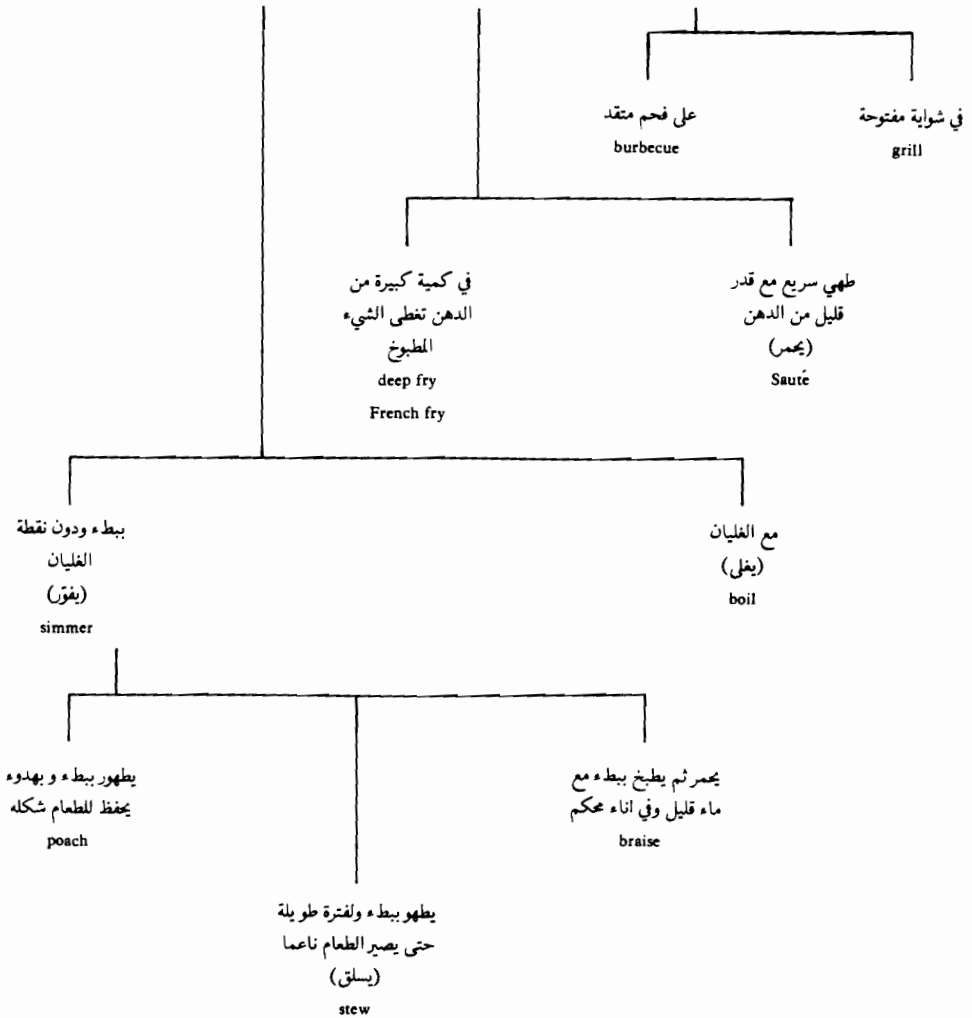 في شواية مفتوحة
grill
على فحم متقد
burbecue
طهي سريع مع قدر
قليل من الدهن
(يحمر)
Sauté
في كمية كبيرة من
الدهن تغطى الشيء
المطبوخ
deep fry
French fry
مع الغليان
(يغلى)
boil
ببطء ودون نقطة
الغليان
(يفوّر)
simmer
يحمر ثم يطبخ ببطء مع
ماء قليل وفي اناء محكم
braise
يطهو ببطء ولفترة طويلة
حتى يصير الطعام ناعما
(يسلق)
stew
يطهور ببطء و بهدوء
يحفظ للطعام شكله
poach